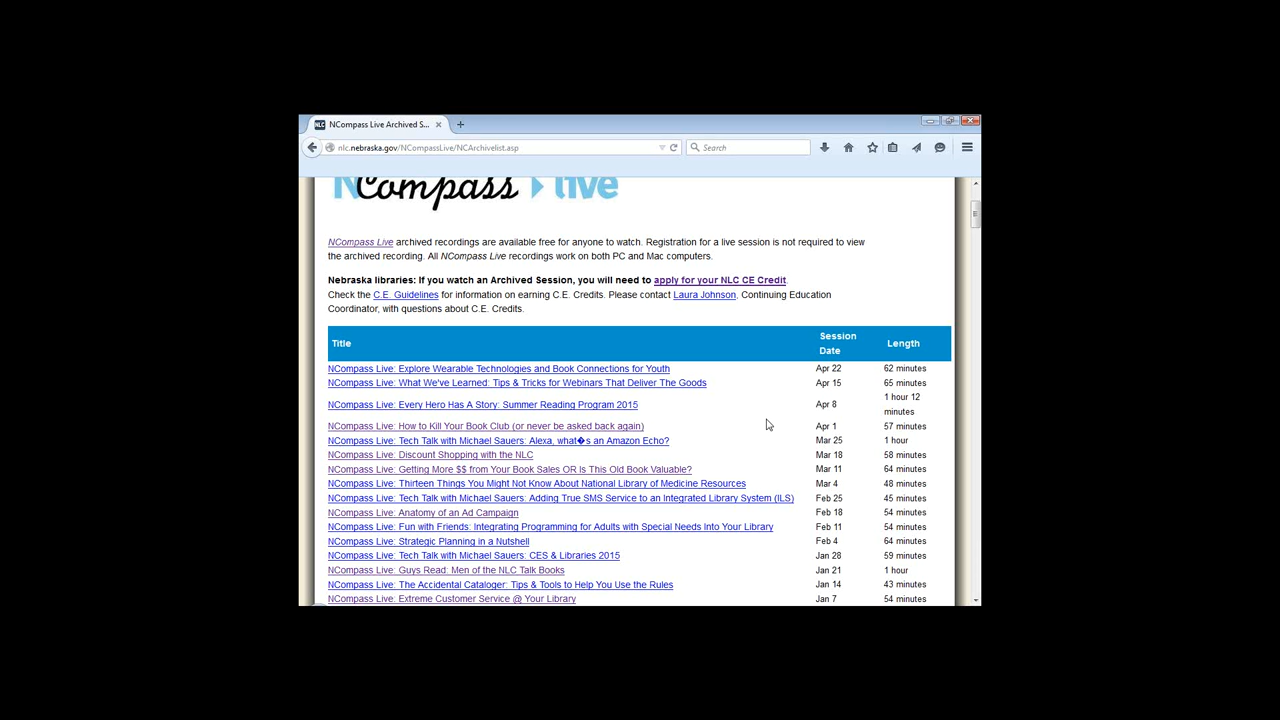 NCompass Live Archived S...
nlc.nebraska.gov/NCompassLive/NCArchivelist.asp
Search
NCompass live
NCompass Live archived recordings are available free for anyone to watch. Registration for a live session is not required to view
the archived recording. All NCompass Live recordings work on both PC and Mac computers.
Nebraska libraries: If you watch an Archived Session, you will need to apply for your NLC CE Credit.
Check the C.E. Guidelines for information on earning C.E. Credits. Please contact Laura Johnson, Continuing Education
Coordinator, with questions about C.E. Credits.
Title Session Date Length
NCompass Live: Explore Wearable Technologies and Book Connections for Youth Apr 22 62 minutes
NCompass Live: What We've Learned: Tips & Tricks for Webinars That Deliver The Goods Apr 15 65 minutes
NCompass Live: Every Hero Has A Story: Summer Reading Program 2015 Apr 8 1 hour 12 minutes
NCompass Live: How to Kill Your Book Club (or never be asked back again) Apr 1 57 minutes
NCompass Live: Tech Talk with Michael Sauers: Alexa, what�s an Amazon Echo? Mar 25 1 hour
NCompass Live: Discount Shopping with the NLC Mar 18 58 minutes
NCompass Live: Getting More $$ from Your Book Sales OR Is This Old Book Valuable? Mar 11 64 minutes
NCompass Live: Thirteen Things You Might Not Know About National Library of Medicine Resources Mar 4 48 minutes
NCompass Live: Tech Talk with Michael Sauers: Adding True SMS Service to an Integrated Library System (ILS) Feb 25 45 minutes
NCompass Live: Anatomy of an Ad Campaign Feb 18 54 minutes
NCompass Live: Fun with Friends: Integrating Programming for Adults with Special Needs Into Your Library Feb 11 54 minutes
NCompass Live: Strategic Planning in a Nutshell Feb 4 64 minutes
NCompass Live: Tech Talk with Michael Sauers: CES & Libraries 2015 Jan 28 59 minutes
NCompass Live: Guys Read: Men of the NLC Talk Books Jan 21 1 hour
NCompass Live: The Accidental Cataloger: Tips & Tools to Help You Use the Rules Jan 14 43 minutes
NCompass Live: Extreme Customer Service @ Your Library Jan 7 54 minutes